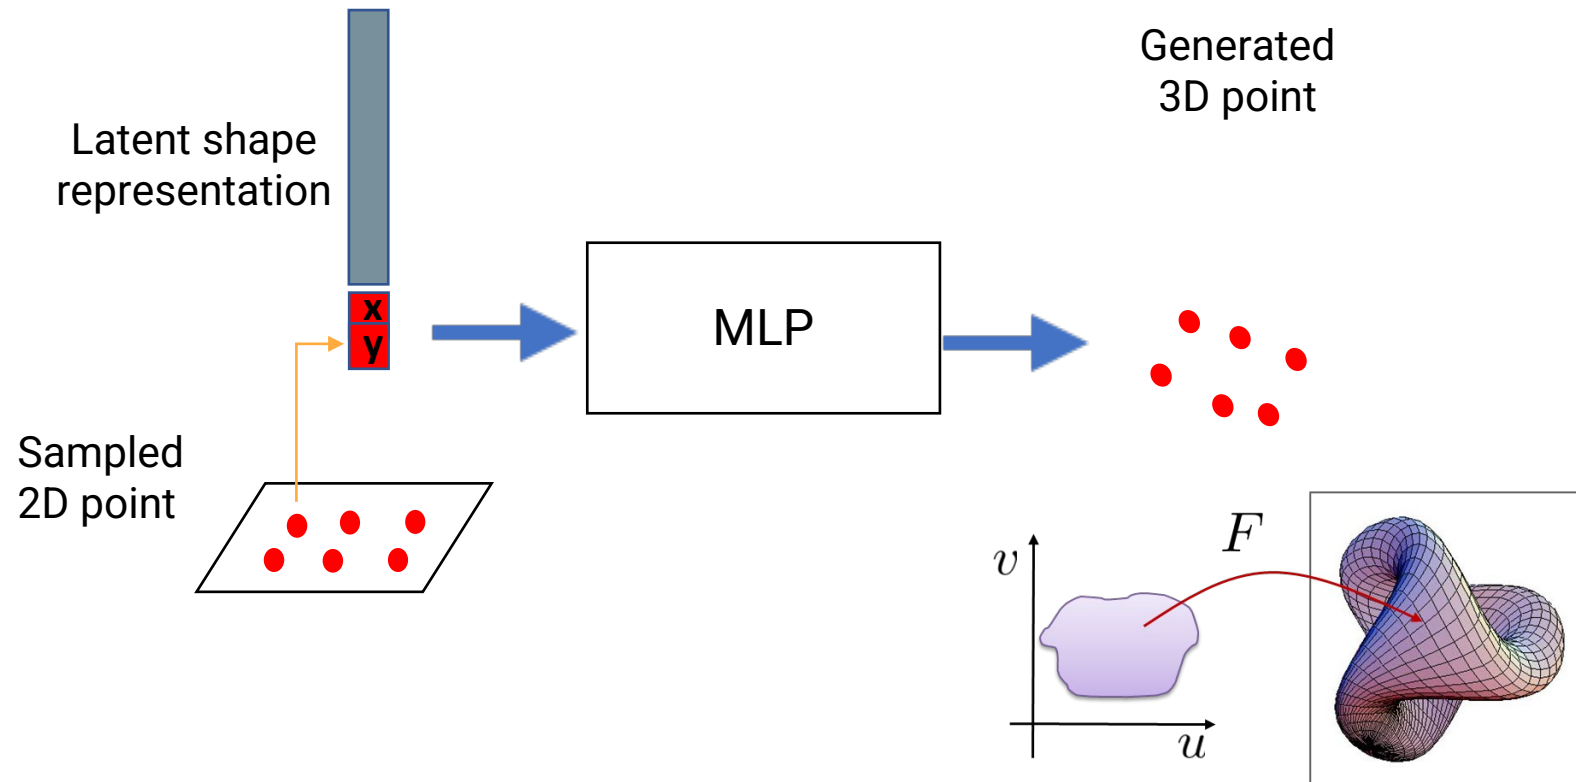 Generated
3D point
Latent shape
representation
x
y
MLP
Sampled
2D point
F
v
u